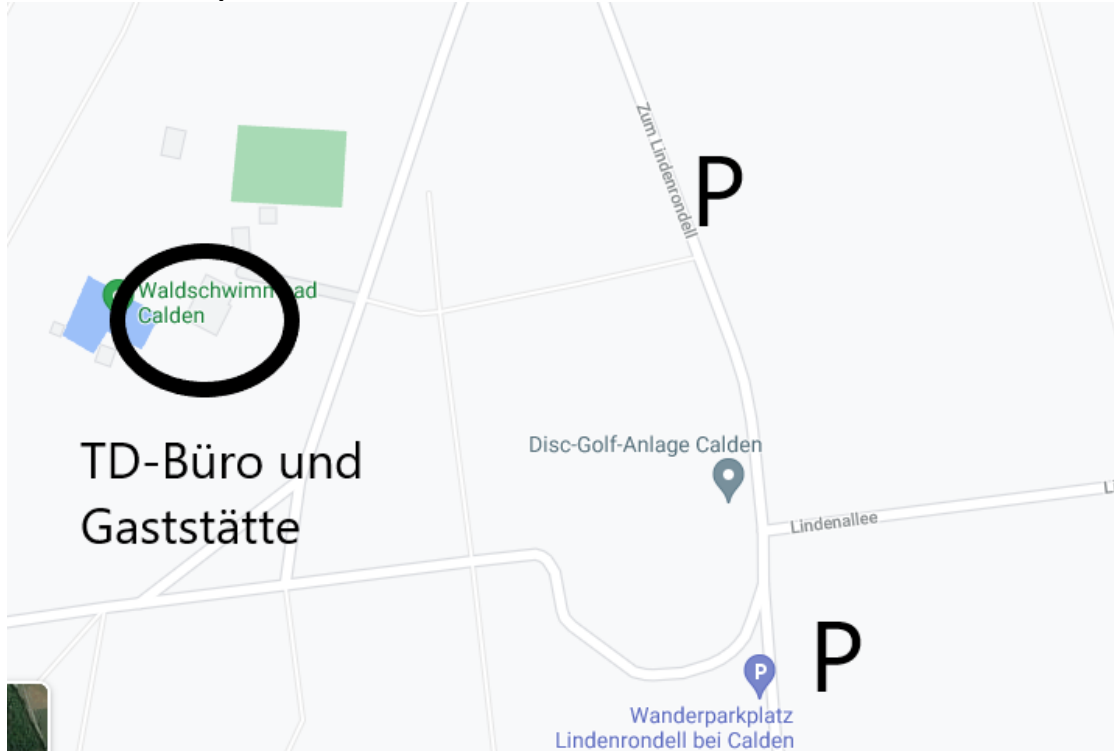 Zum Lindenrondell
P
Waldschwimmbad
Calden
TD-Büro und
Gaststätte
Disc-Golf-Anlage Calden
Lindenallee
P
P
Wanderparkplatz
Lindenrondell bei Calden